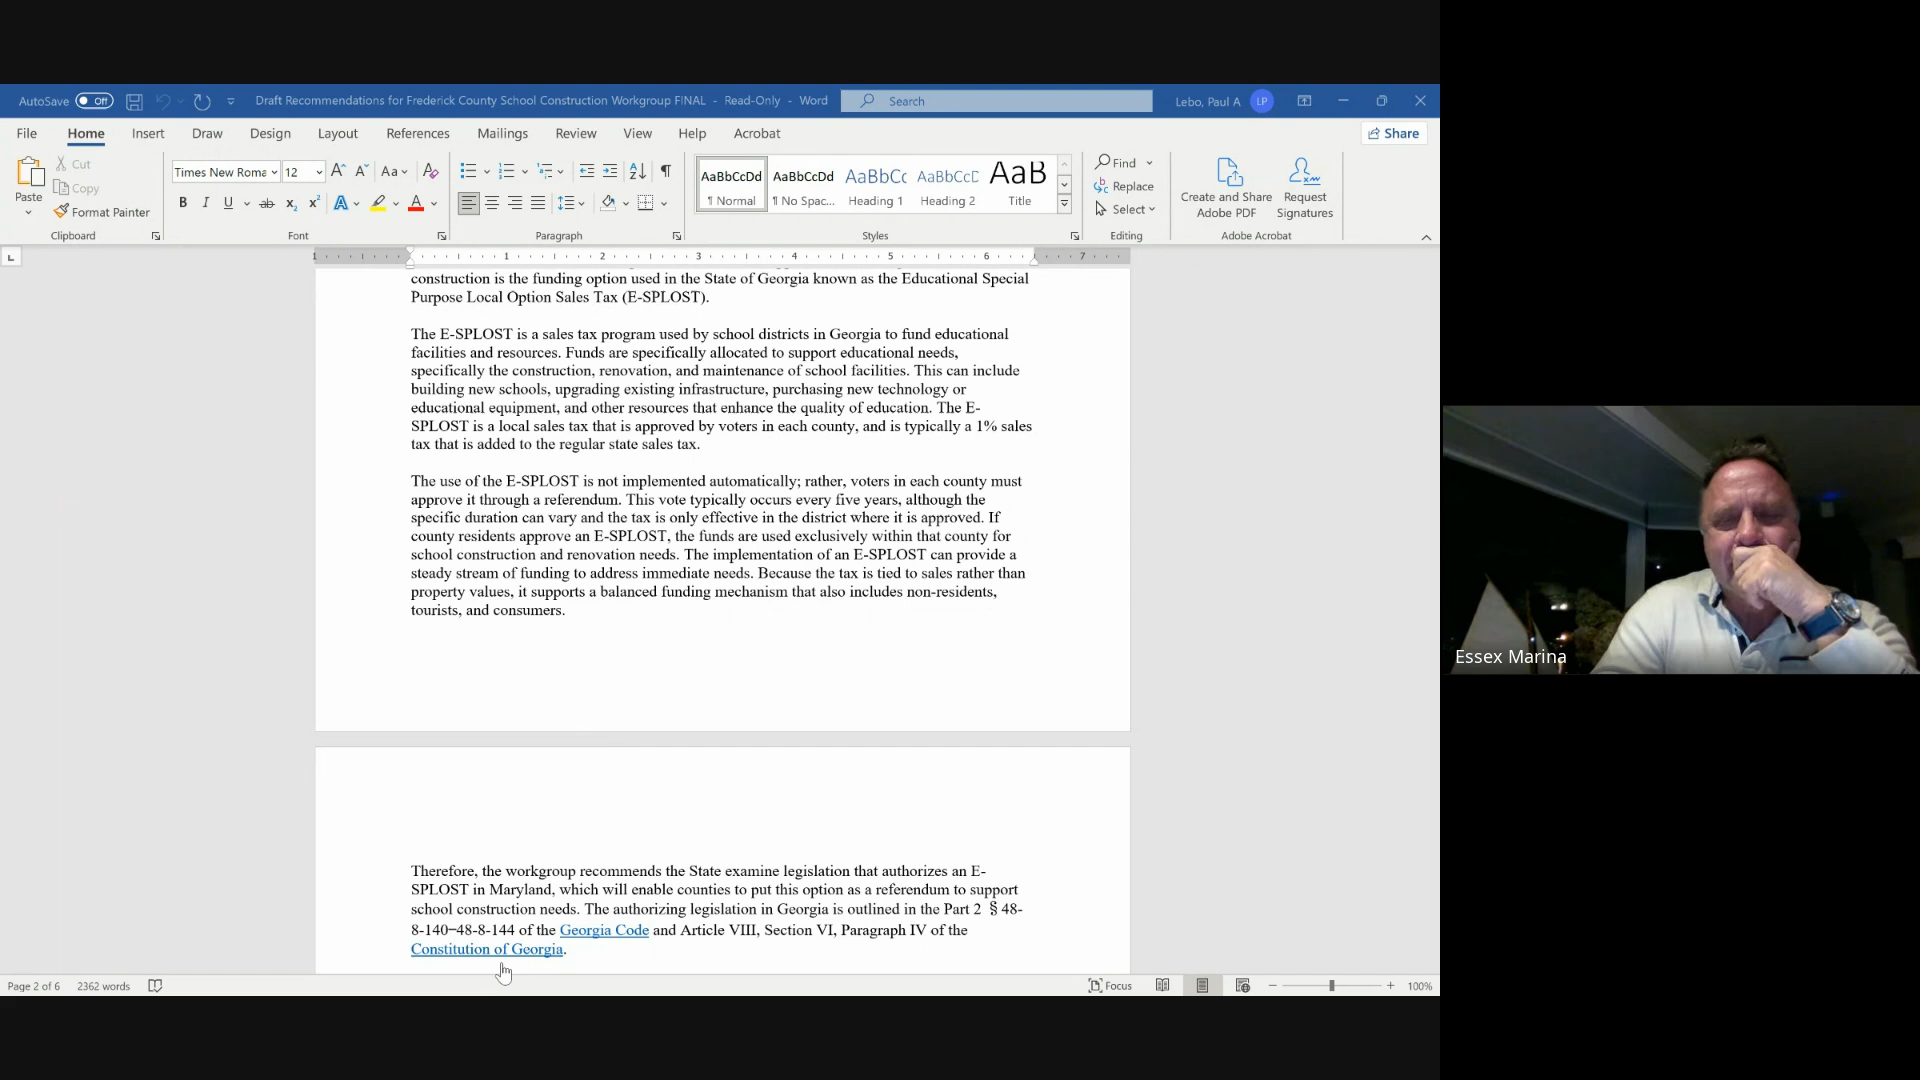 AutoSave Off Draft Recommendations for Frederick County School Construction Workgroup FINAL - Read-Only - Word Search Lebo, Paul A LP
File Home Insert Draw Design Layout References Mailings Review View Help Acrobat Share
Paste Cut Copy Format Painter
Clipboard
Times New Roma 12 Aa
B I U ab x₂ x² A A
Font
Paragraph
AaBbCcDd AaBbCcDd AaBbCc AaBbCcD AaB
¶ Normal ¶ No Spac... Heading 1 Heading 2 Title
Styles
Find
Replace
Select
Editing
Create and Share Adobe PDF
Request Signatures
Adobe Acrobat
1 1 2 3 4 5 6 7
construction is the funding option used in the State of Georgia known as the Educational Special
Purpose Local Option Sales Tax (E-SPLOST).
The E-SPLOST is a sales tax program used by school districts in Georgia to fund educational
facilities and resources. Funds are specifically allocated to support educational needs,
specifically the construction, renovation, and maintenance of school facilities. This can include
building new schools, upgrading existing infrastructure, purchasing new technology or
educational equipment, and other resources that enhance the quality of education. The E-
SPLOST is a local sales tax that is approved by voters in each county, and is typically a 1% sales
tax that is added to the regular state sales tax.
The use of the E-SPLOST is not implemented automatically; rather, voters in each county must
approve it through a referendum. This vote typically occurs every five years, although the
specific duration can vary and the tax is only effective in the district where it is approved. If
county residents approve an E-SPLOST, the funds are used exclusively within that county for
school construction and renovation needs. The implementation of an E-SPLOST can provide a
steady stream of funding to address immediate needs. Because the tax is tied to sales rather than
property values, it supports a balanced funding mechanism that also includes non-residents,
tourists, and consumers.
Therefore, the workgroup recommends the State examine legislation that authorizes an E-
SPLOST in Maryland, which will enable counties to put this option as a referendum to support
school construction needs. The authorizing legislation in Georgia is outlined in the Part 2 § 48-
8-140–48-8-144 of the Georgia Code and Article VIII, Section VI, Paragraph IV of the
Constitution of Georgia.
Page 2 of 6 2362 words Focus 100%
Essex Marina